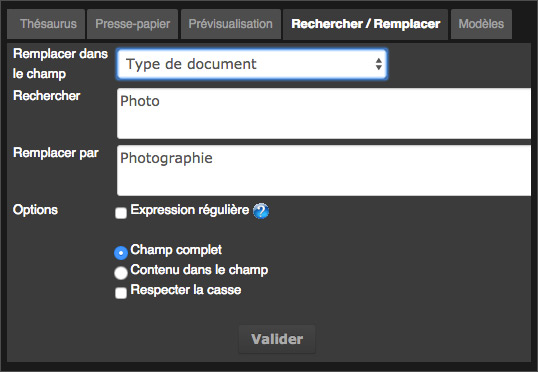 Thésaurus Presse-papier Prévisualisation Rechercher / Remplacer Modèles
Remplacer dans
le champ
Type de document
Rechercher
Photo
Remplacer par
Photographie
Options
Expression régulière ?
Champ complet
Contenu dans le champ
Respecter la casse
Valider